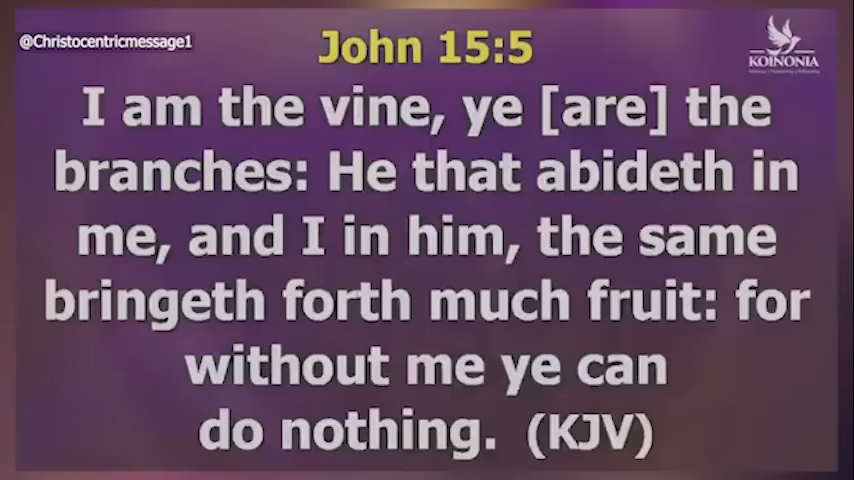 @Christocentricmessage1
John 15:5
KOINONIA
I am the vine, ye [are] the
branches: He that abideth in
me, and I in him, the same
bringeth forth much fruit: for
without me ye can
do nothing. (KJV)